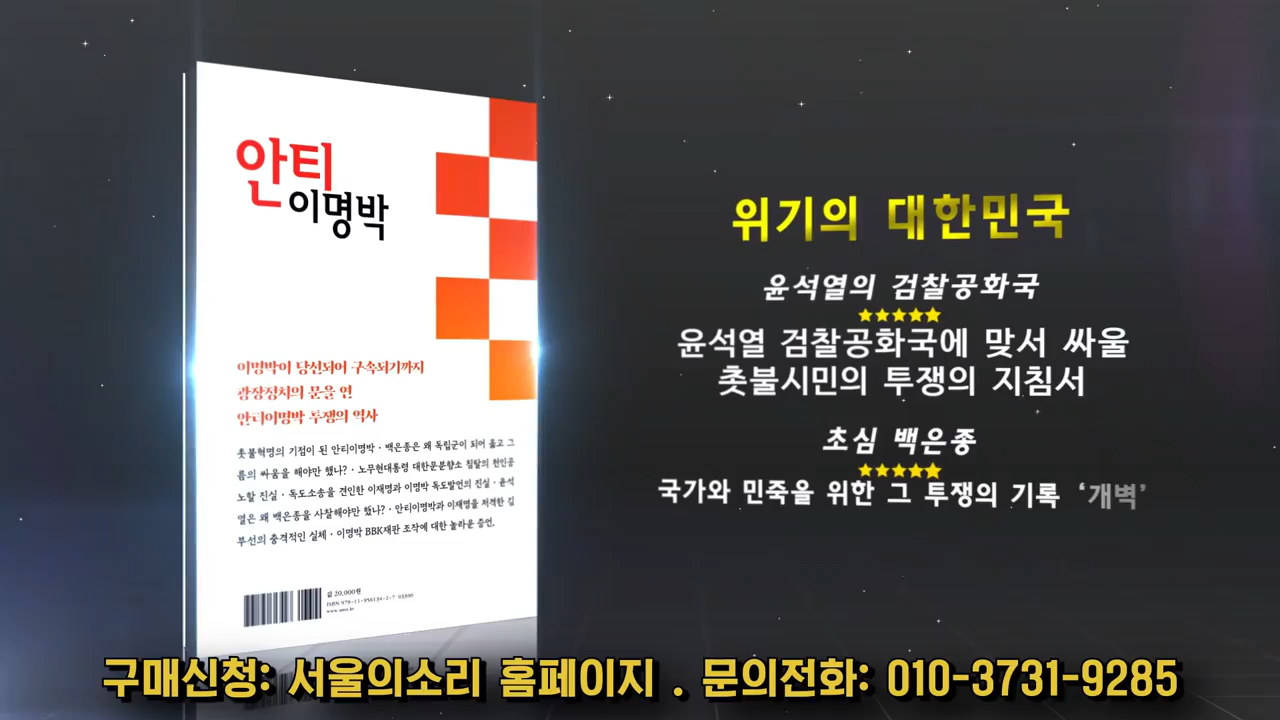 안티
이명박
이명박이 당선되어 구속되기까지
광장정치의 문을 연
안티이명박 투쟁의 역사
촛불혁명의 기점이 된 안티이명박 · 백은종은 왜 독립군이 되어 울고 그
름의 싸움을 해야만 했나? · 노무현대통령 대한문분향소 침탈의 천인공
노할 진실 · 독도소송을 견인한 이재명과 이명박 독도발언의 진실 · 윤석
열은 왜 백은종을 사찰해야만 했나? · 안티이명박과 이재명을 저격한 김
부선의 충격적인 실체 · 이명박 BBK재판 조작에 대한 놀라운 증언.
값 20,000원
위기의 대한민국
윤석열의 검찰공화국
윤석열 검찰공화국에 맞서 싸울
촛불시민의 투쟁의 지침서
초심 백은종
국가와 민족을 위한 그 투쟁의 기록 ‘개벽’
구매신청: 서울의소리 홈페이지 . 문의전화: 010-3731-9285